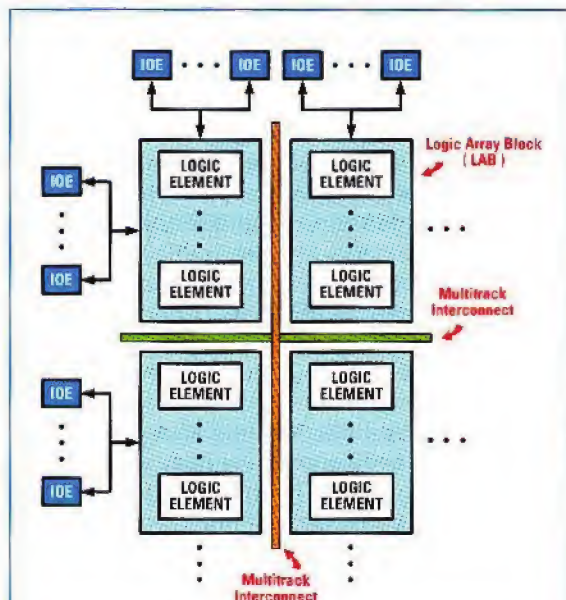 IOE IOE IOE IOE
Logic Array Block
( LAB )
LOGIC
ELEMENT
LOGIC
ELEMENT
IOE
IOE
LOGIC
ELEMENT
LOGIC
ELEMENT
Multitrack
Interconnect
LOGIC
ELEMENT
LOGIC
ELEMENT
IOE
IOE
LOGIC
ELEMENT
LOGIC
ELEMENT
Multitrack
Interconnect